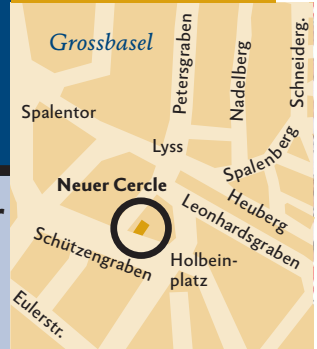 Grossbasel
Petersgraben
Nadelberg
Schneiderg.
Spalentor
Lyss
Spalenberg
Neuer Cercle
Heuberg
Leonhardsgraben
Schützengraben
Holbein-
platz
Eulerstr.